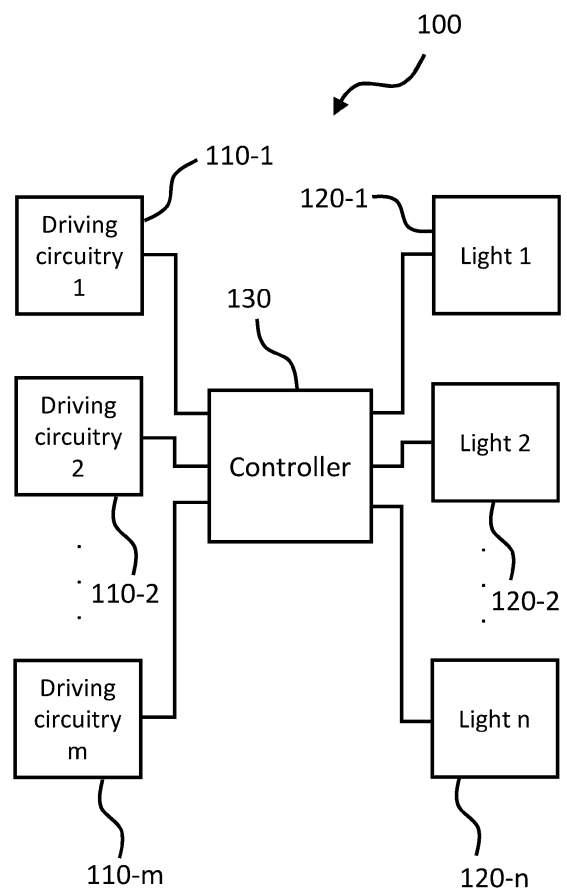 100
110-1
120-1
Driving
circuitry
1
Light 1
130
Driving
circuitry
2
Controller
Light 2
110-2
120-2
Driving
circuitry
m
Light n
110-m
120-n